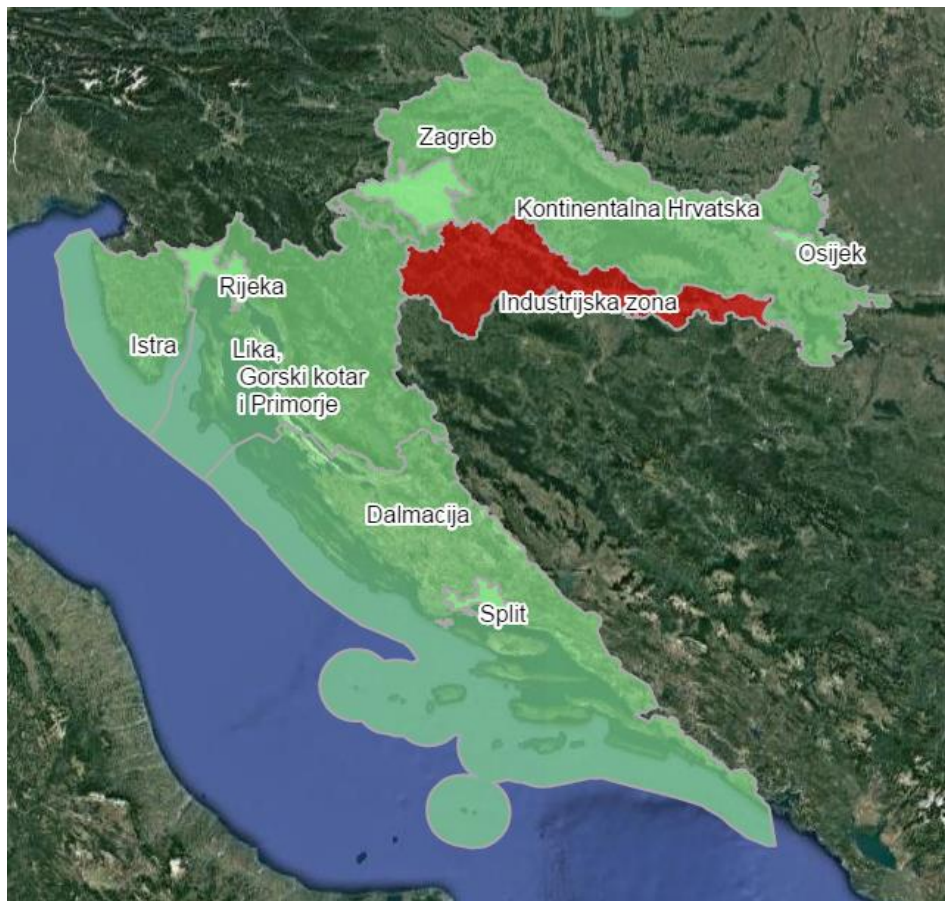 Zagreb
Kontinentalna Hrvatska
Osijek
Rijeka
Industrijska zona
Istra
Lika,
Gorski kotar
i Primorje
Dalmacija
Split